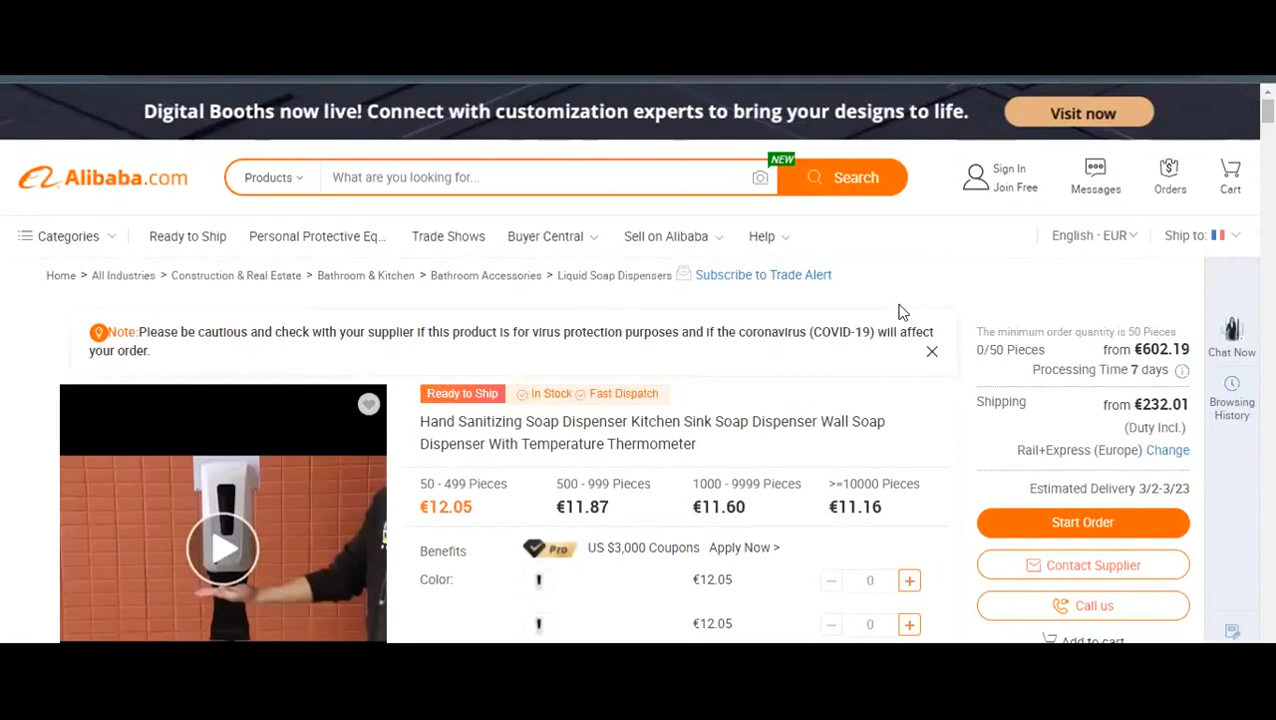 Digital Booths now live! Connect with customization experts to bring your designs to life.
Visit now
Alibaba.com
Products
What are you looking for...
NEW
Search
Sign In
Join Free
Messages
Orders
Cart
Categories
Ready to Ship
Personal Protective Eq...
Trade Shows
Buyer Central
Sell on Alibaba
Help
English - EUR
Ship to:
Home > All Industries > Construction & Real Estate > Bathroom & Kitchen > Bathroom Accessories > Liquid Soap Dispensers
Subscribe to Trade Alert
Note:Please be cautious and check with your supplier if this product is for virus protection purposes and if the coronavirus (COVID-19) will affect
your order.
Ready to Ship
In Stock
Fast Dispatch
Hand Sanitizing Soap Dispenser Kitchen Sink Soap Dispenser Wall Soap
Dispenser With Temperature Thermometer
50 - 499 Pieces
500 - 999 Pieces
1000 - 9999 Pieces
>=10000 Pieces
€12.05
€11.87
€11.60
€11.16
Benefits
Pro
US $3,000 Coupons
Apply Now >
Color:
€12.05
0
€12.05
0
The minimum order quantity is 50 Pieces
0/50 Pieces
from €602.19
Processing Time 7 days
Shipping
from €232.01
(Duty Incl.)
Rail+Express (Europe) Change
Estimated Delivery 3/2-3/23
Start Order
Contact Supplier
Call us
Add to cart
Chat Now
Browsing
History